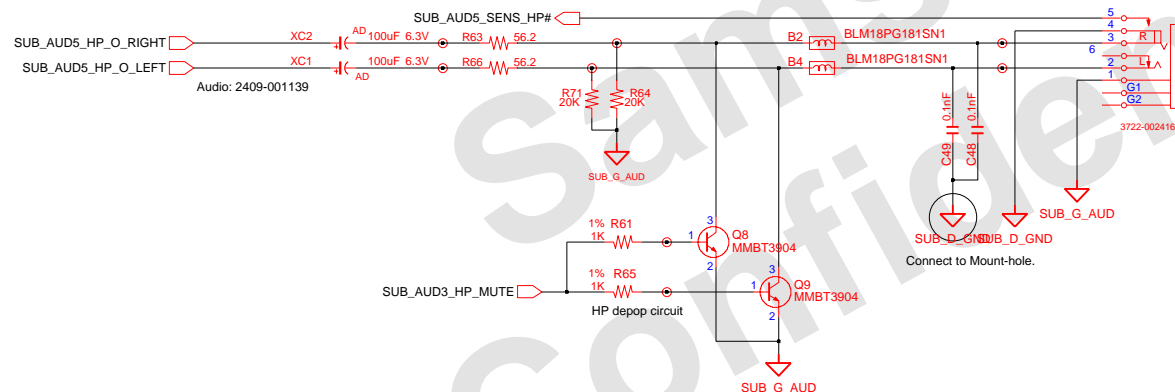 SUB_AUD5_SENS_HP#
5
4
SUB_AUD5_HP_O_RIGHT
XC2
AD
100uF 6.3V
R63
56.2
B2
BLM18PG181SN1
3
R
6
SUB_AUD5_HP_O_LEFT
XC1
AD
100uF 6.3V
R66
56.2
B4
BLM18PG181SN1
2
L
1
G1
G2
Audio: 2409-001139
R71
20K
R64
20K
0.1nF
0.1nF
C49
C48
3722-002416
SUB_G_AUD
SUB_G_AUD
SUB_D_GND
SUB_D_GND
Connect to Mount-hole.
1% R61
1K
1
3
Q8
MMBT3904
2
1% R65
1K
1
3
Q9
MMBT3904
2
SUB_AUD3_HP_MUTE
HP depop circuit
SUB_G_AUD
Sams
Confiden